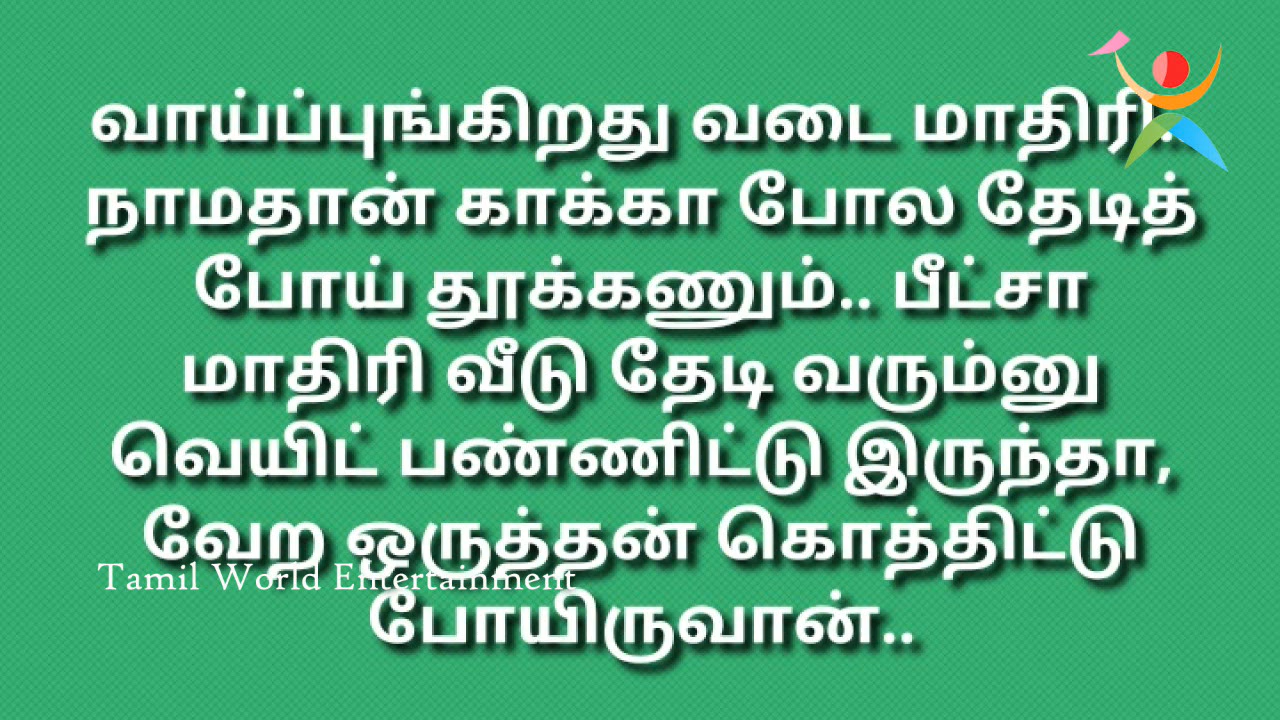 வாய்ப்புங்கிறது வடை மாதிரி.
நாமதான் காக்கா போல தேடித்
போய் தூக்கணும்.. பீட்சா
மாதிரி வீடு தேடி வரும்னு
வெயிட் பண்ணிட்டு இருந்தா,
வேற ஒருத்தன் கொத்திட்டு
Tamil World Entertainment
போயிருவான்..